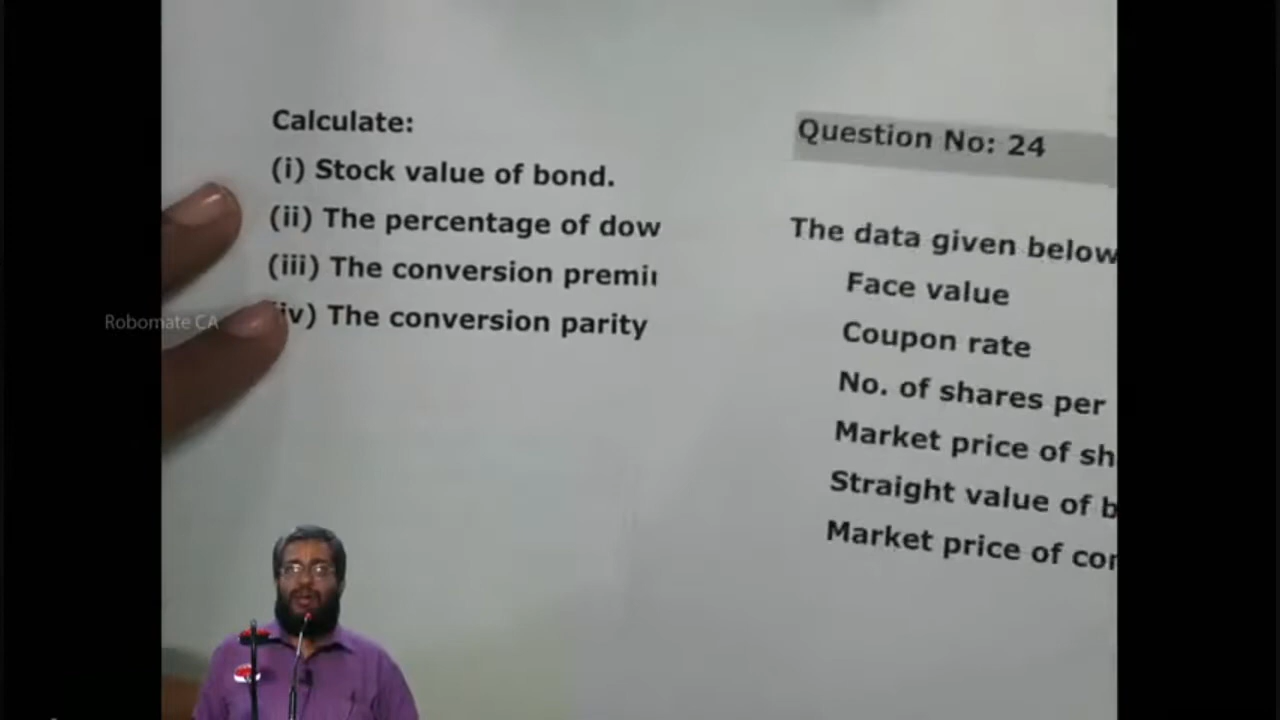 Calculate:
(i) Stock value of bond.
(ii) The percentage of dow
(iii) The conversion premi
iv) The conversion parity
Robomate CA
Question No: 24
The data given below
Face value
Coupon rate
No. of shares per
Market price of sh
Straight value of b
Market price of con